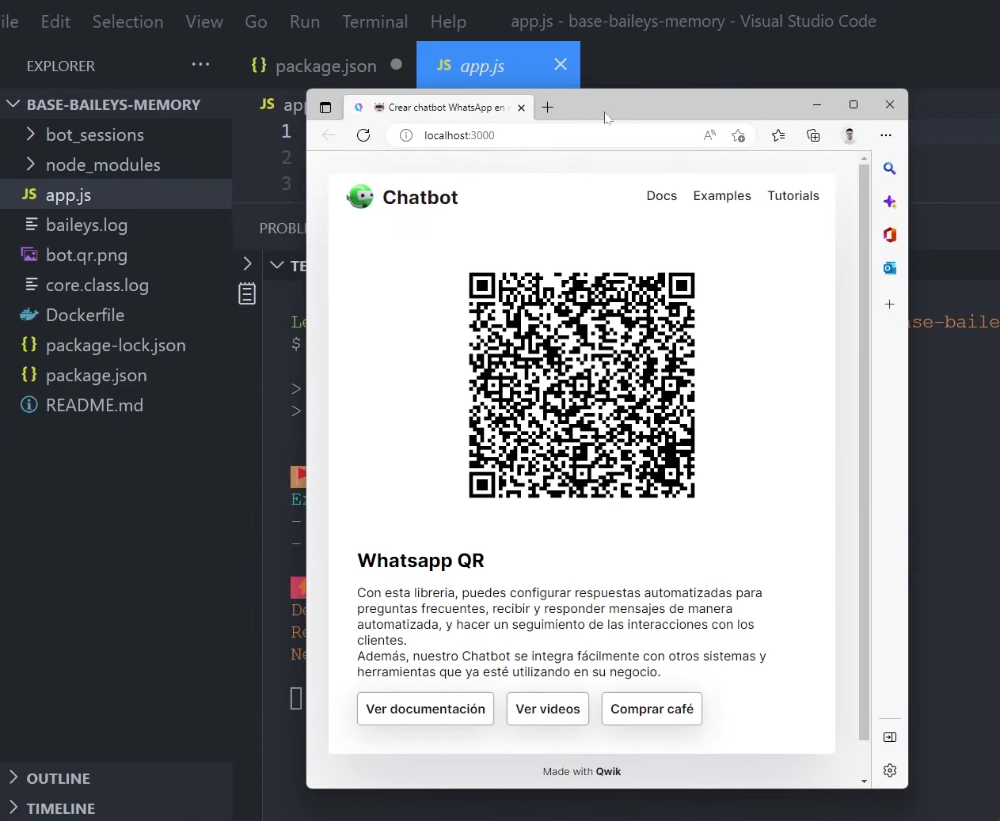 ile Edit Selection View Go Run Terminal Help app.js - base-baileys-memory - Visual Studio Code
EXPLORER
package.json
JS app.js
BASE-BAILEYS-MEMORY
JS app
bot_sessions
node_modules
JS app.js
baileys.log
bot.qr.png
core.class.log
Dockerfile
package-lock.json
package.json
README.md
OUTLINE
TIMELINE
1
2
3
PROBL
TE
Le
se-baile
$
>
>
Ex
-
-
De
Re
Ne
Crear chatbot WhatsApp en
localhost:3000
Chatbot
Docs Examples Tutorials
Whatsapp QR
Con esta libreria, puedes configurar respuestas automatizadas para
preguntas frecuentes, recibir y responder mensajes de manera
automatizada, y hacer un seguimiento de las interacciones con los
clientes.
Además, nuestro Chatbot se integra fácilmente con otros sistemas y
herramientas que ya esté utilizando en su negocio.
Ver documentación
Ver videos
Comprar café
Made with Qwik